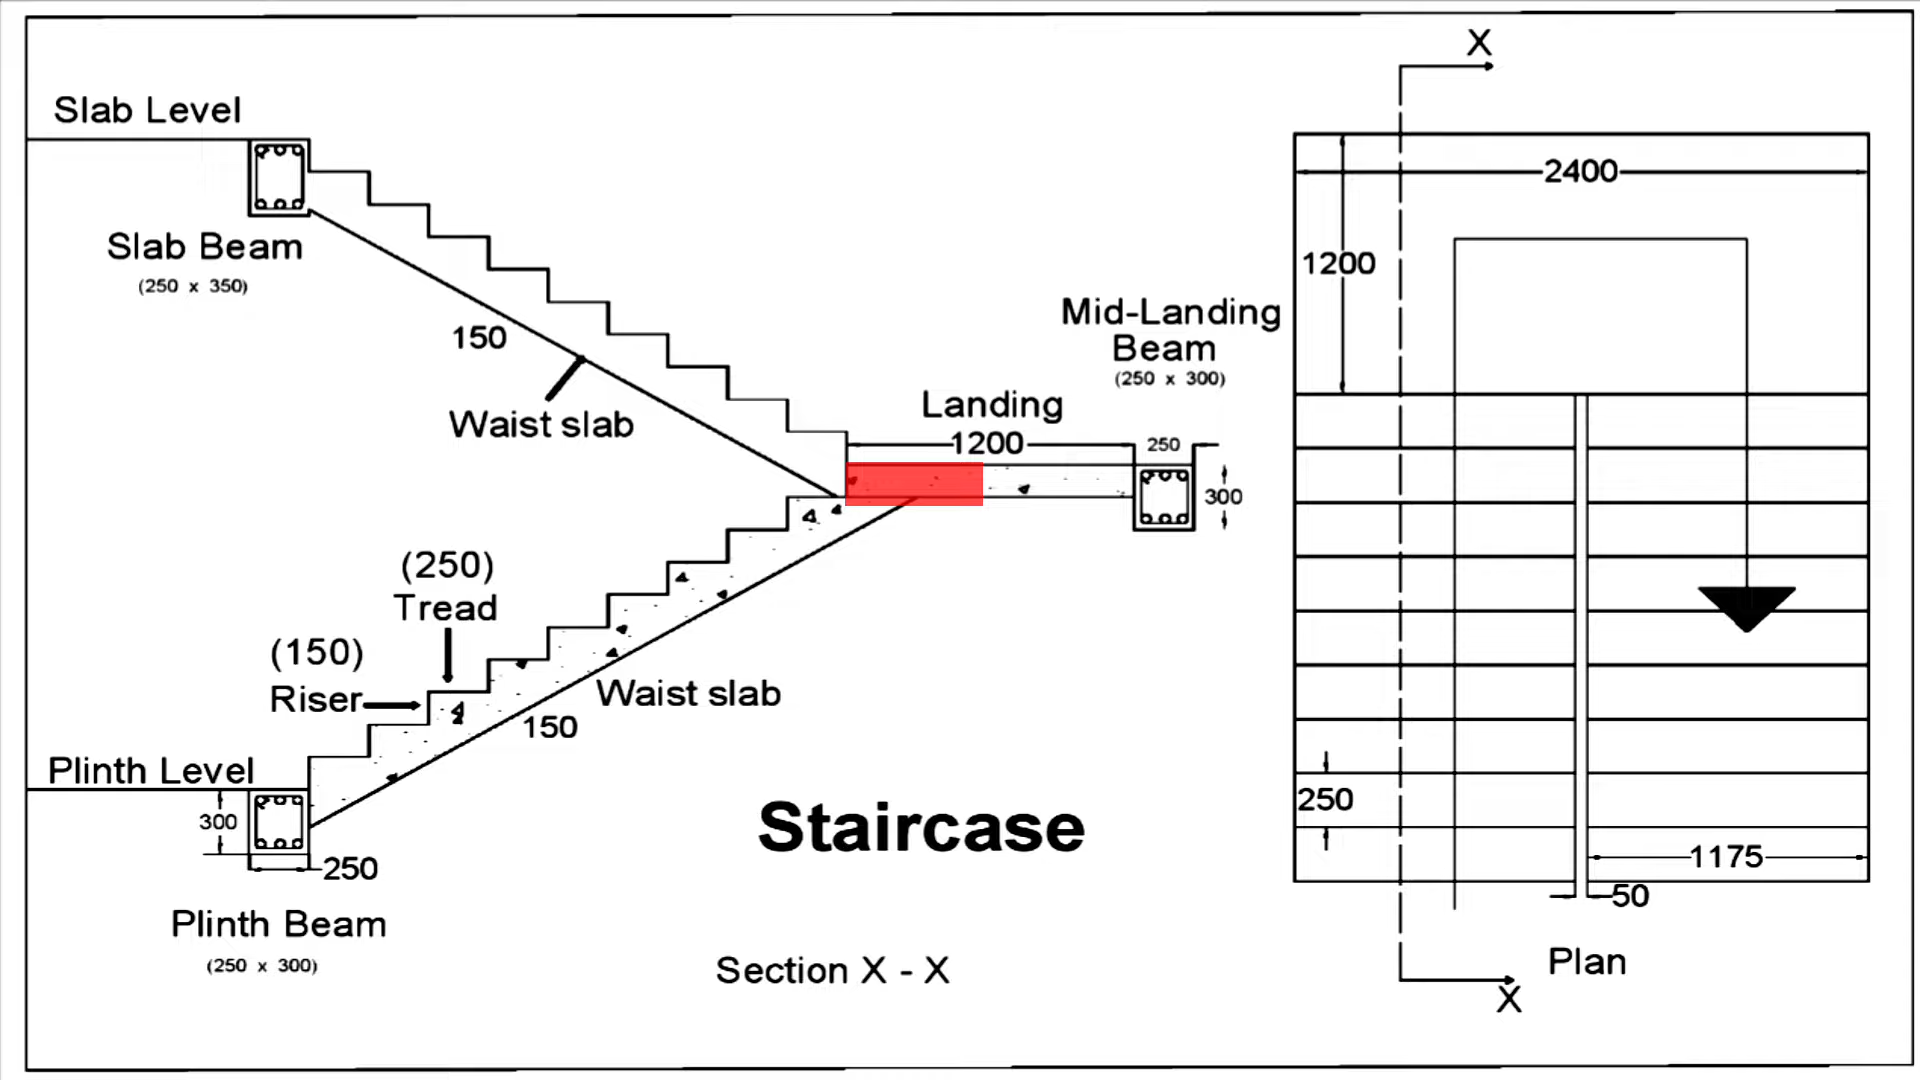 X
Slab Level
2400
Slab Beam
(250 x 350)
1200
150
Mid-Landing
Beam
(250 x 300)
Landing
Waist slab
1200
250
300
(250)
Tread
(150)
Riser
Waist slab
150
Plinth Level
300
250
Staircase
250
1175
50
Plinth Beam
(250 x 300)
Section X - X
Plan
X